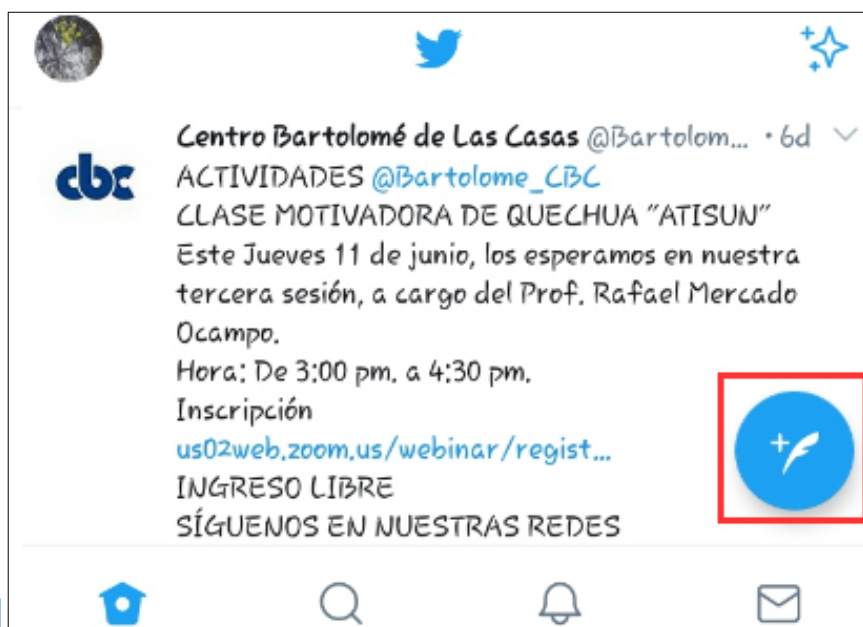 Centro Bartolomé de Las Casas @Bartolom... • 6d
cbc
ACTIVIDADES @Bartolome_CBC
CLASE MOTIVADORA DE QUECHUA "ATISUN"
Este Jueves 11 de junio, los esperamos en nuestra
tercera sesión, a cargo del Prof. Rafael Mercado
Ocampo.
Hora: De 3:00 pm. a 4:30 pm.
Inscripción
us02web.zoom.us/webinar/regist...
INGRESO LIBRE
SÍGUENOS EN NUESTRAS REDES